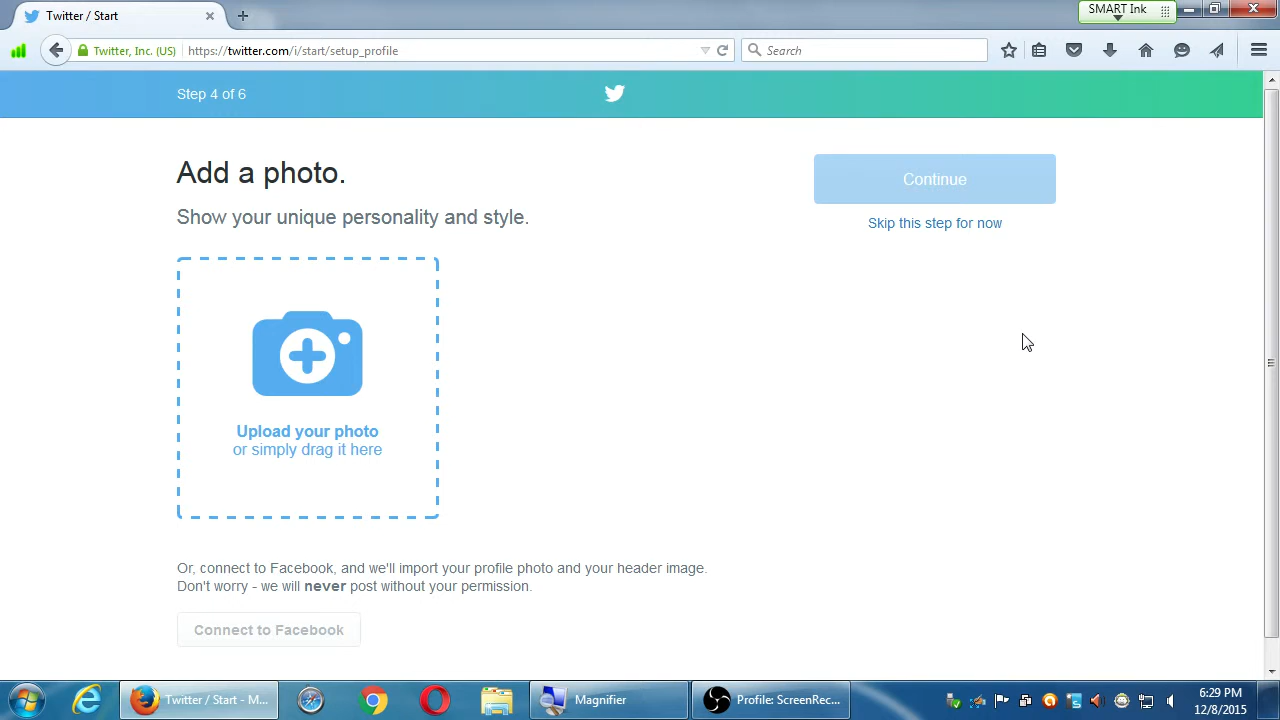 Twitter / Start
SMART Ink
Twitter, Inc. (US)
https://twitter.com/i/start/setup_profile
Search
Step 4 of 6
Add a photo.
Continue
Show your unique personality and style.
Skip this step for now
Upload your photo
or simply drag it here
Or, connect to Facebook, and we'll import your profile photo and your header image.
Don't worry - we will never post without your permission.
Connect to Facebook
Twitter / Start - M...
Magnifier
Profile: ScreenRec...
6:29 PM
12/8/2015